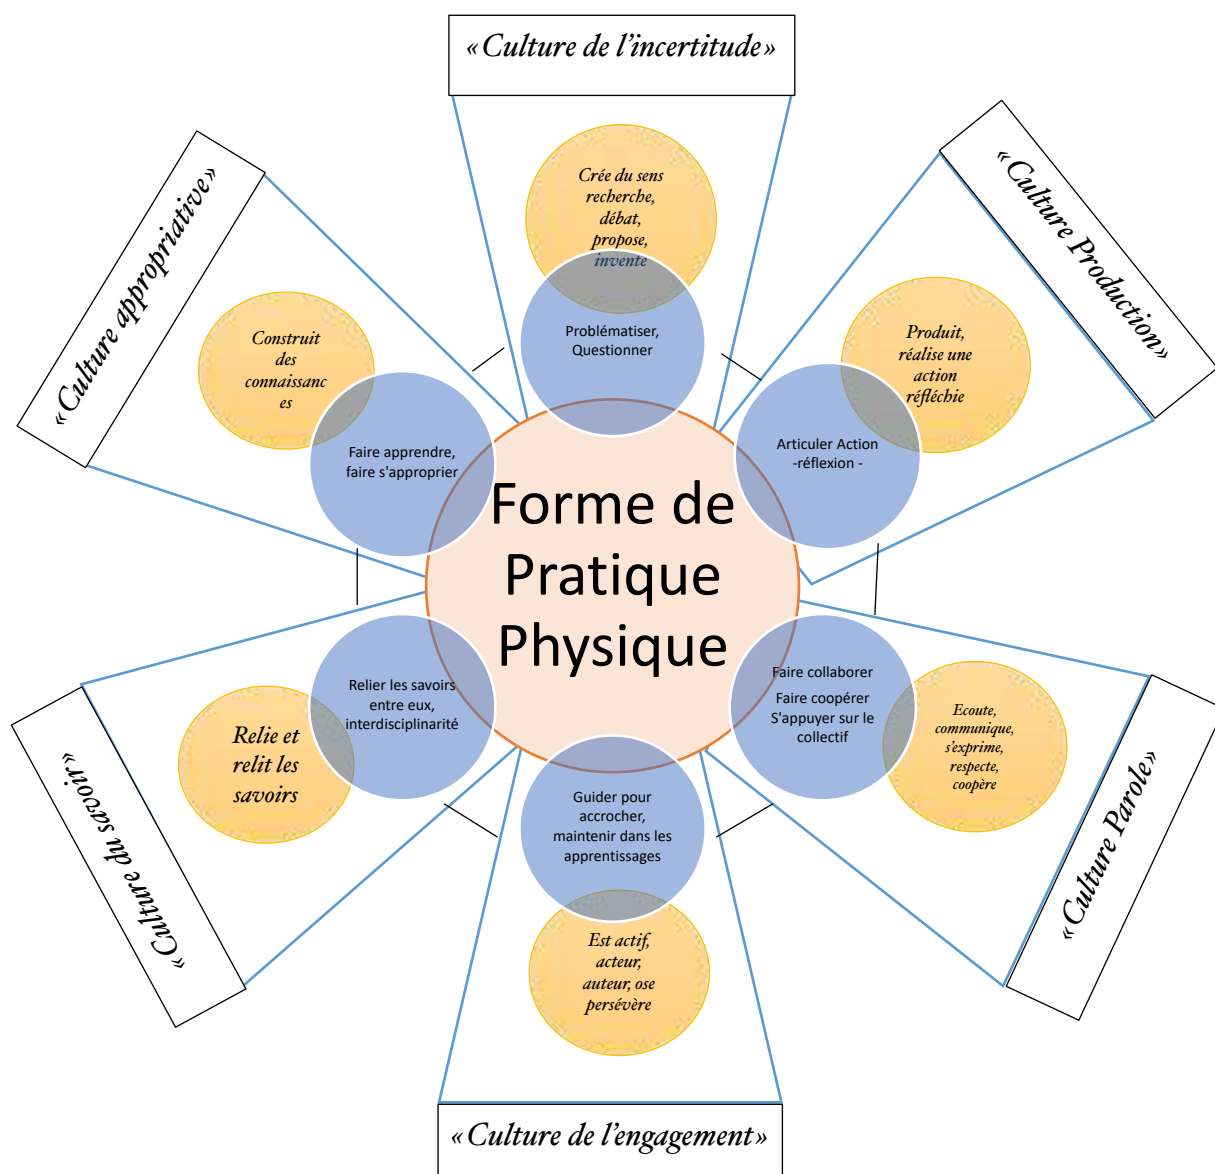 « Culture de l'incertitude»
Crée du sens
recherche,
débat,
propose,
invente
Problématiser,
Questionner
« Culture Production»
Produit,
réalise une
action
réfléchie
Articuler Action
-réflexion -
« Culture Parole»
Ecoute,
communique,
s'exprime,
respecte,
coopère
Faire collaborer
Faire coopérer
S'appuyer sur le
collectif
« Culture de l'engagement»
Est actif,
acteur,
auteur, ose
persévère
Guider pour
accrocher,
maintenir dans les
apprentissages
« Culture du savoir»
Relie et
relit les
savoirs
Relier les savoirs
entre eux,
interdisciplinarité
« Culture appropriative»
Construit
des
connaissanc
es
Faire apprendre,
faire s'approprier
Forme de
Pratique
Physique